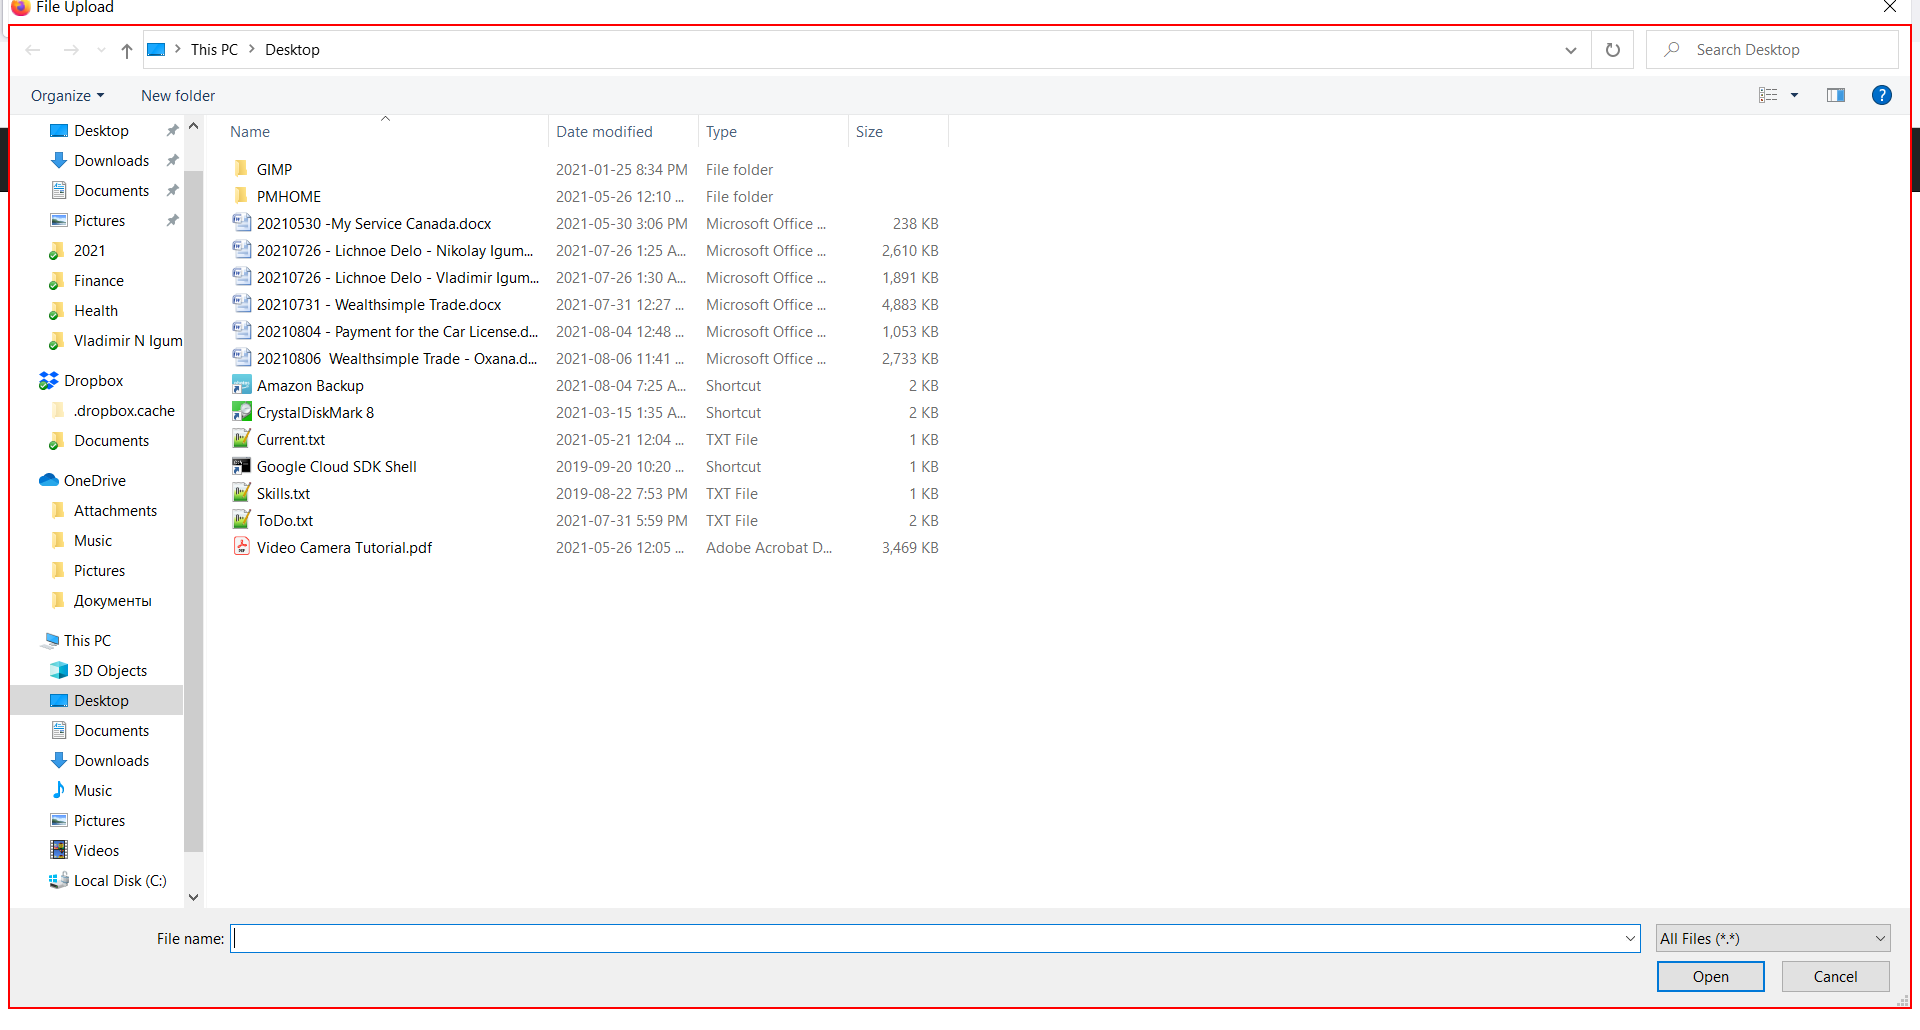 File Upload
This PC > Desktop
Search Desktop
Organize
New folder
?
Desktop
Downloads
Documents
Pictures
2021
Finance
Health
Vladimir N Igum
Dropbox
.dropbox.cache
Documents
OneDrive
Attachments
Music
Pictures
Документы
This PC
3D Objects
Desktop
Documents
Downloads
Music
Pictures
Videos
Local Disk (C:)
Name Date modified Type Size
GIMP 2021-01-25 8:34 PM File folder
PMHOME 2021-05-26 12:10 ... File folder
20210530 -My Service Canada.docx 2021-05-30 3:06 PM Microsoft Office ... 238 KB
20210726 - Lichnoe Delo - Nikolay Igum... 2021-07-26 1:25 A... Microsoft Office ... 2,610 KB
20210726 - Lichnoe Delo - Vladimir Igum... 2021-07-26 1:30 A... Microsoft Office ... 1,891 KB
20210731 - Wealthsimple Trade.docx 2021-07-31 12:27 ... Microsoft Office ... 4,883 KB
20210804 - Payment for the Car License.d... 2021-08-04 12:48 ... Microsoft Office ... 1,053 KB
20210806  Wealthsimple Trade - Oxana.d... 2021-08-06 11:41 ... Microsoft Office ... 2,733 KB
Amazon Backup 2021-08-04 7:25 A... Shortcut 2 KB
CrystalDiskMark 8 2021-03-15 1:35 A... Shortcut 2 KB
Current.txt 2021-05-21 12:04 ... TXT File 1 KB
Google Cloud SDK Shell 2019-09-20 10:20 ... Shortcut 1 KB
Skills.txt 2019-08-22 7:53 PM TXT File 1 KB
ToDo.txt 2021-07-31 5:59 PM TXT File 2 KB
Video Camera Tutorial.pdf 2021-05-26 12:05 ... Adobe Acrobat D... 3,469 KB
File name:
All Files (*.*)
Open
Cancel